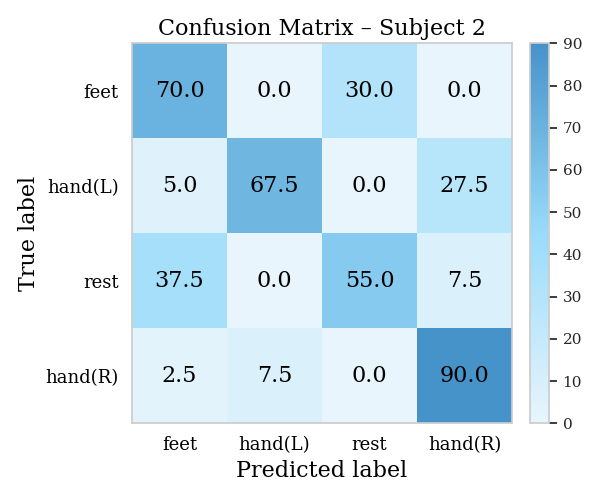 Confusion Matrix – Subject 2
True label
feet 70.0 0.0 30.0 0.0
hand(L) 5.0 67.5 0.0 27.5
rest 37.5 0.0 55.0 7.5
hand(R) 2.5 7.5 0.0 90.0
feet hand(L) rest hand(R)
Predicted label
90
80
70
60
50
40
30
20
10
0